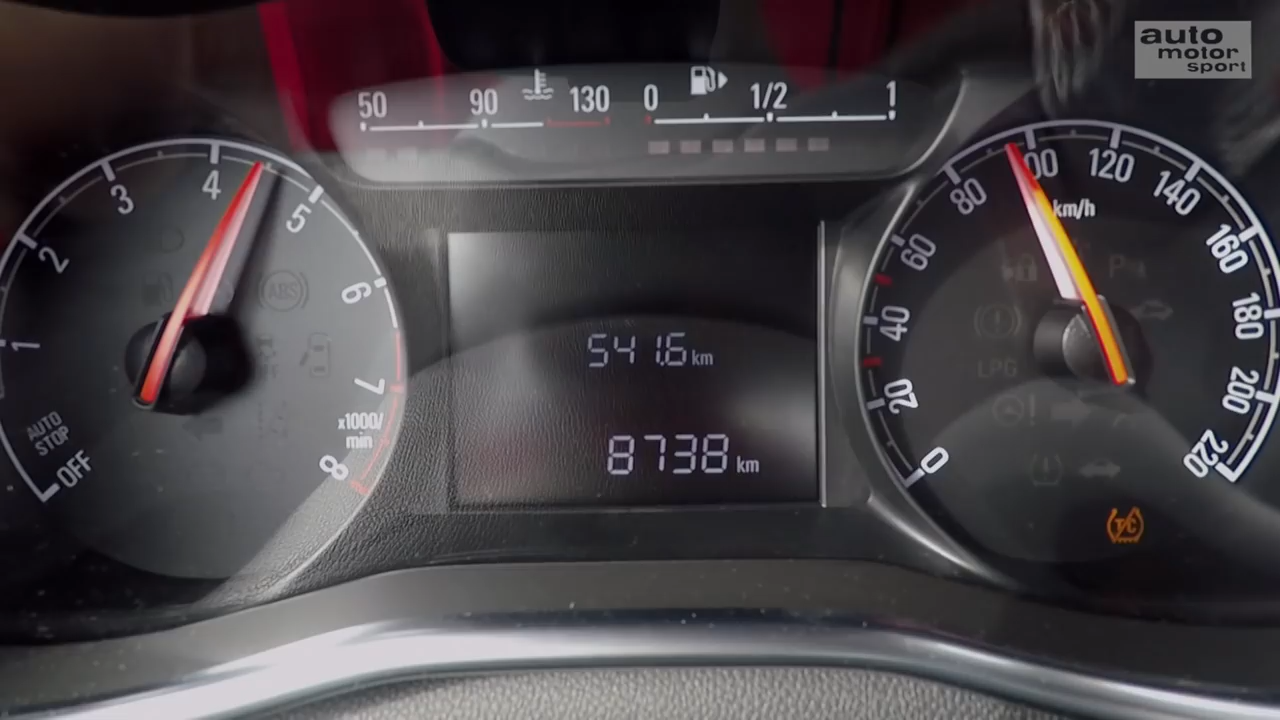 auto
motor
sport
50 90 130 0 1/2 1
OFF
AUTO
STOP
1
2
3
4
5
6
7
8
x1000/
min
ABS
541.6 km
8738 km
0
20
40
60
80
100
120
140
160
180
200
220
km/h
LPG
T/C